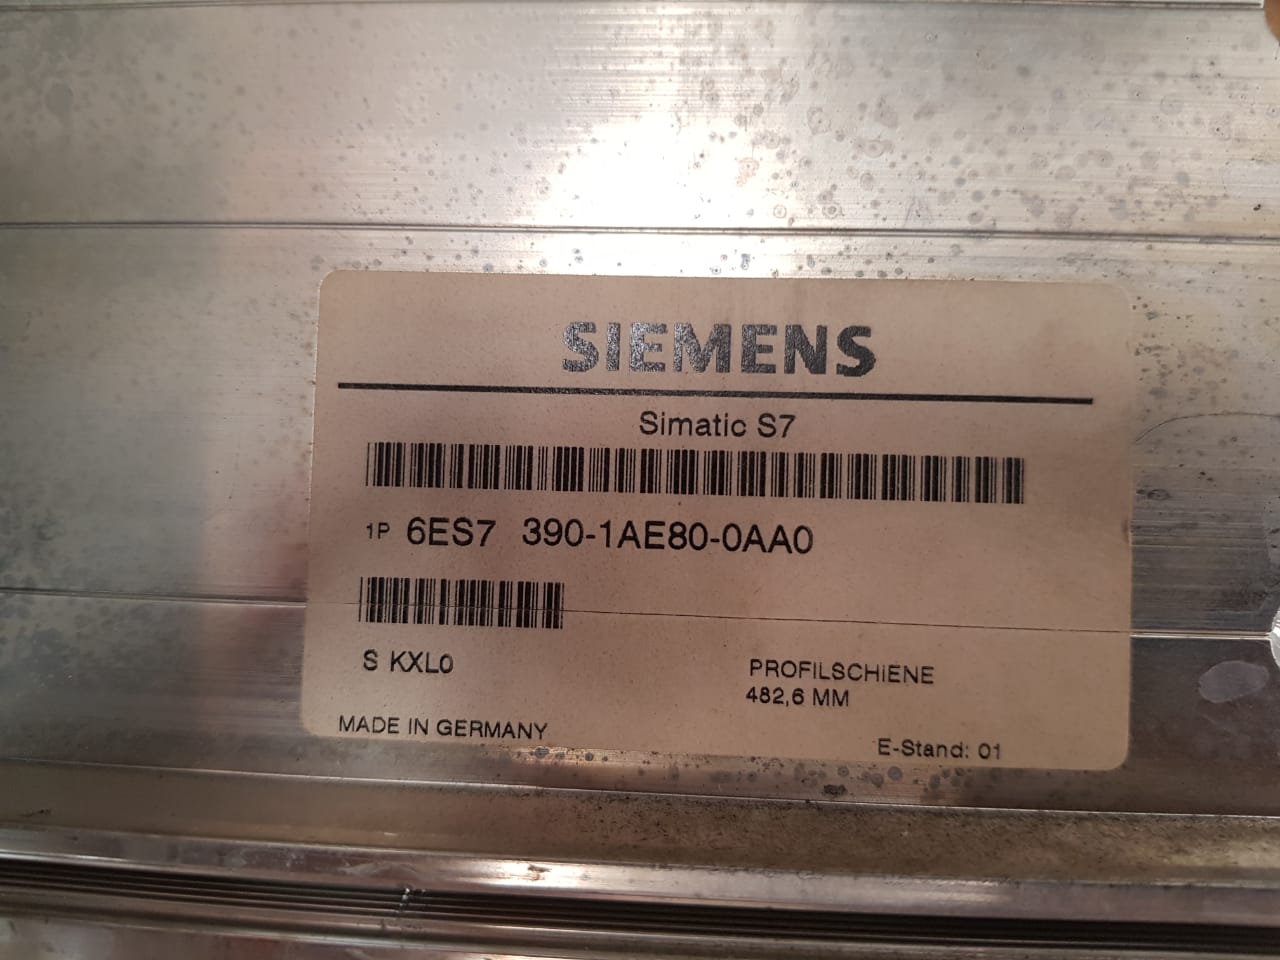 SIEMENS
Simatic S7
1P 6ES7 390-1AE80-0AA0
S KXL0
PROFILSCHIENE
482,6 MM
MADE IN GERMANY
E-Stand: 01